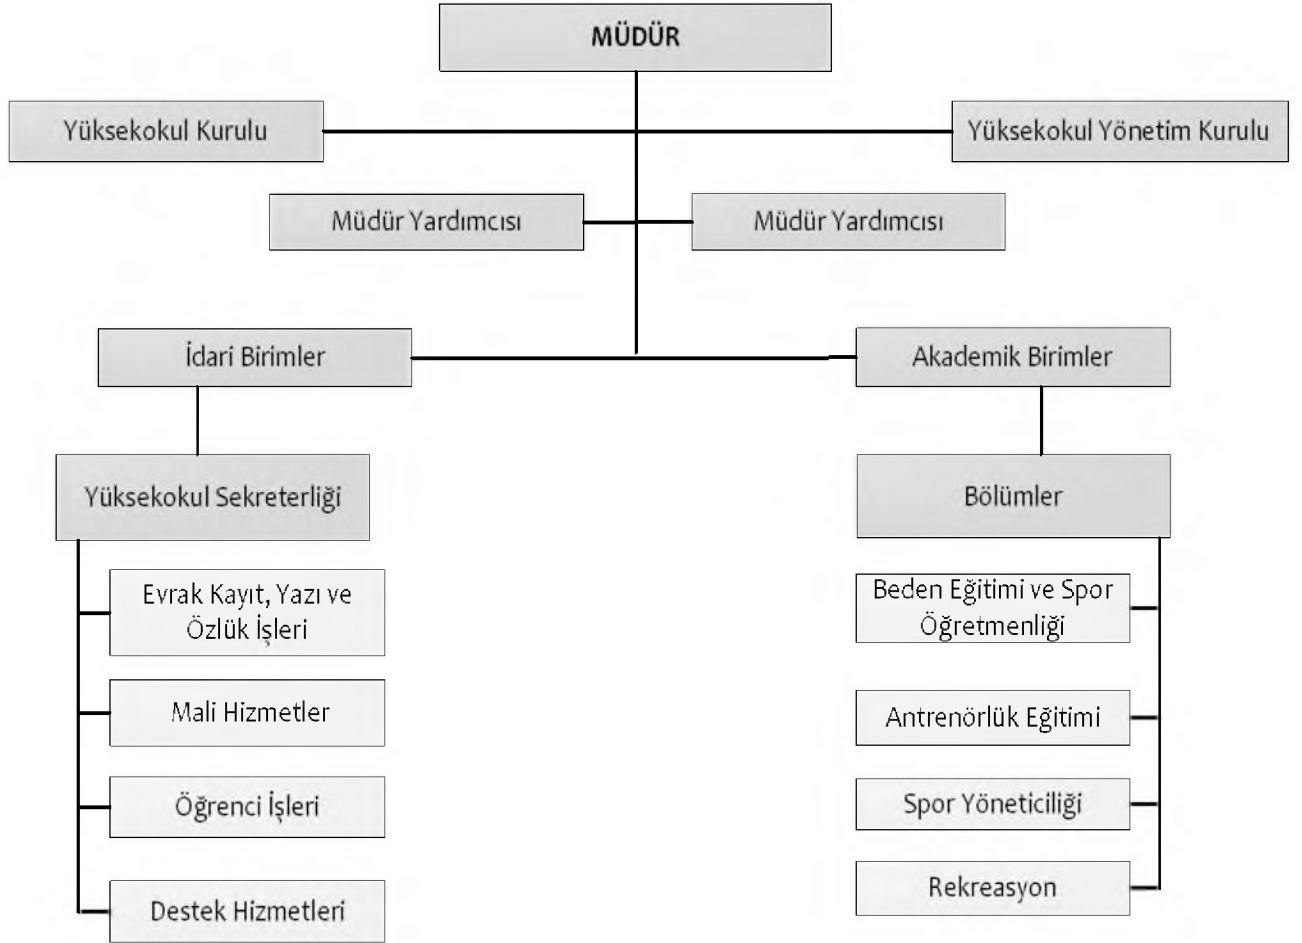 MÜDÜR
Yüksekokul Kurulu
Yüksekokul Yönetim Kurulu
Müdür Yardımcısı
Müdür Yardımcısı
İdari Birimler
Akademik Birimler
Yüksekokul Sekreterliği
Bölümler
Evrak Kayıt, Yazı ve
Özlük İşleri
Mali Hizmetler
Öğrenci İşleri
Destek Hizmetleri
Beden Eğitimi ve Spor
Öğretmenliği
Antrenörlük Eğitimi
Spor Yöneticiliği
Rekreasyon